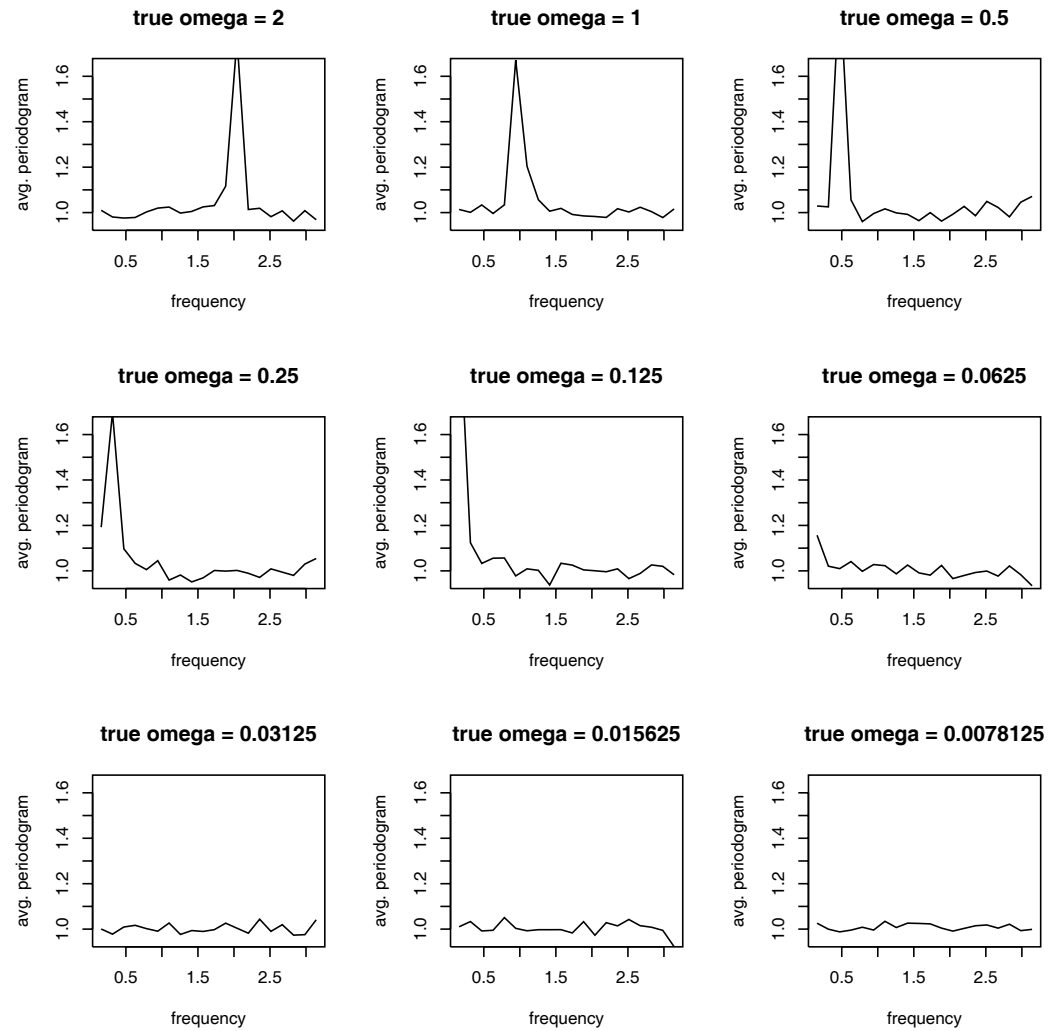 true omega = 2
avg. periodogram
1.0 1.2 1.4 1.6
0.5 1.5 2.5
frequency
true omega = 1
avg. periodogram
1.0 1.2 1.4 1.6
0.5 1.5 2.5
frequency
true omega = 0.5
avg. periodogram
1.0 1.2 1.4 1.6
0.5 1.5 2.5
frequency
true omega = 0.25
avg. periodogram
1.0 1.2 1.4 1.6
0.5 1.5 2.5
frequency
true omega = 0.125
avg. periodogram
1.0 1.2 1.4 1.6
0.5 1.5 2.5
frequency
true omega = 0.0625
avg. periodogram
1.0 1.2 1.4 1.6
0.5 1.5 2.5
frequency
true omega = 0.03125
avg. periodogram
1.0 1.2 1.4 1.6
0.5 1.5 2.5
frequency
true omega = 0.015625
avg. periodogram
1.0 1.2 1.4 1.6
0.5 1.5 2.5
frequency
true omega = 0.0078125
avg. periodogram
1.0 1.2 1.4 1.6
0.5 1.5 2.5
frequency